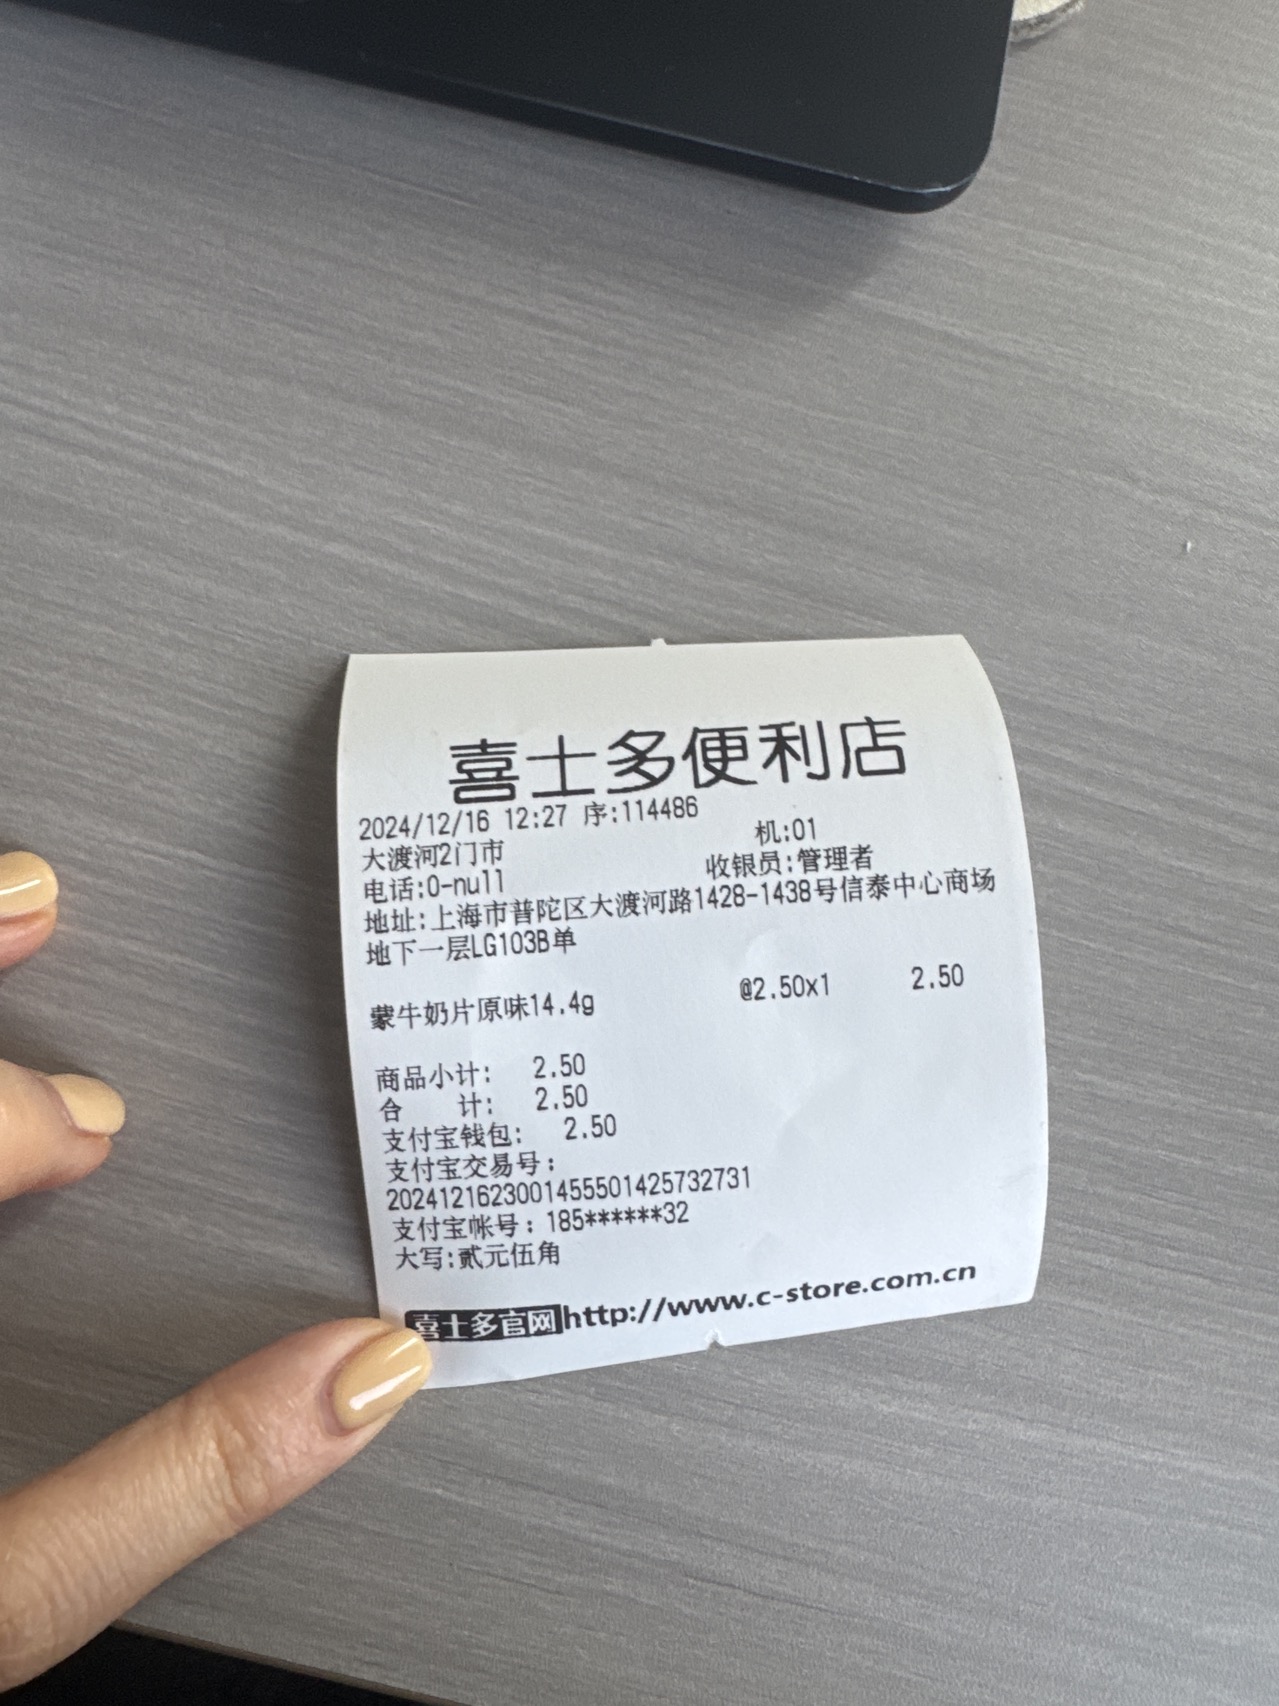 喜士多便利店
2024/12/16 12:27 序:114486
大渡河2门市 机:01
电话:0-null 收银员:管理者
地址:上海市普陀区大渡河路1428-1438号信泰中心商场
地下一层LG103B单
蒙牛奶片原味14.4g @2.50x1 2.50
商品小计: 2.50
合 计: 2.50
支付宝钱包: 2.50
支付宝交易号:
2024121623001455501425732731
支付宝帐号:185******32
大写:贰元伍角
喜士多官网http://www.c-store.com.cn